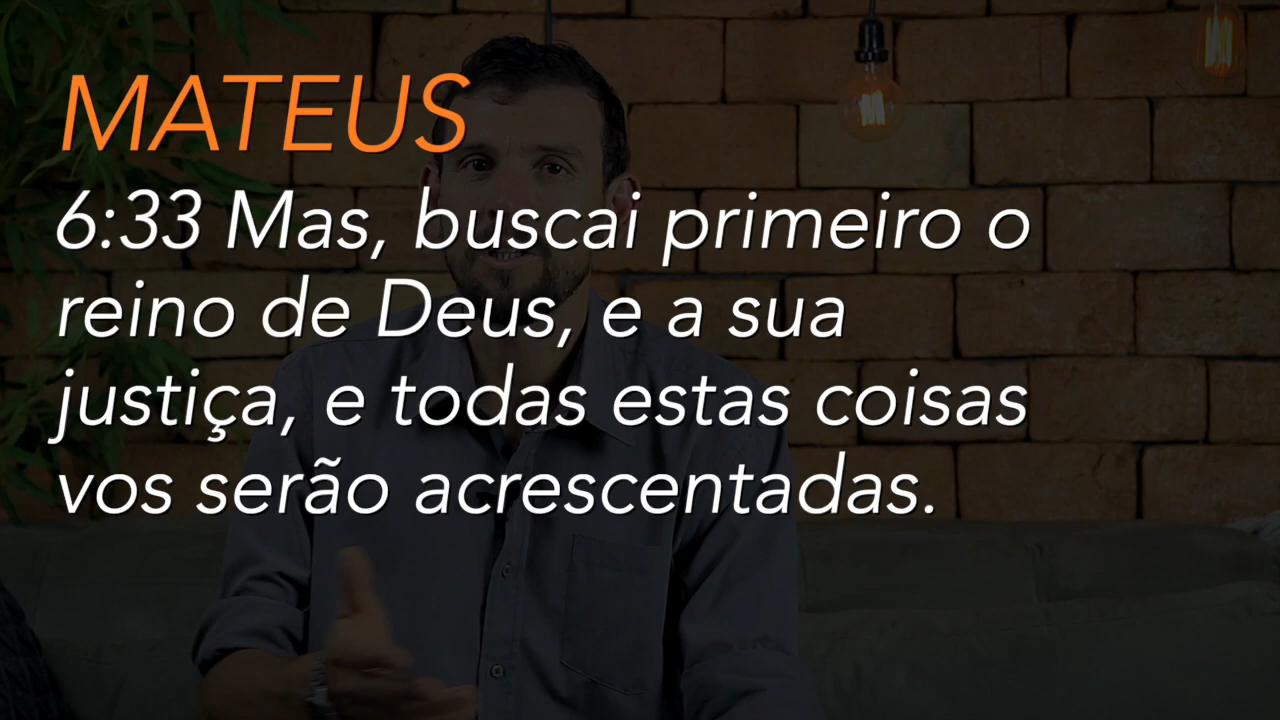 MATEUS
6:33 Mas, buscai primeiro o
reino de Deus, e a sua
justiça, e todas estas coisas
vos serão acrescentadas.